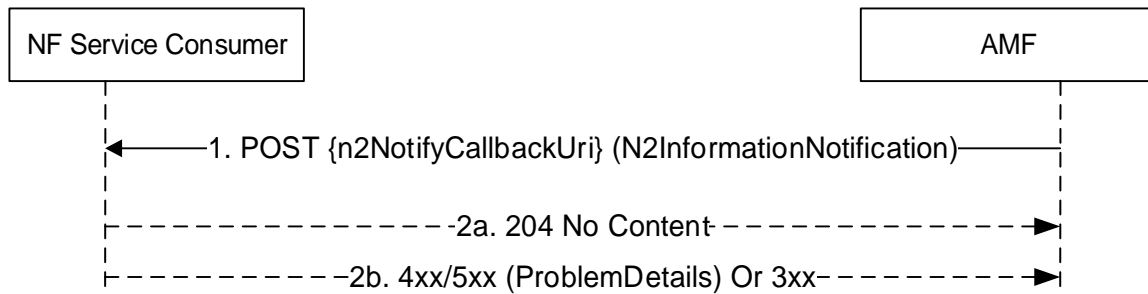 NF Service Consumer
AMF
1. POST {n2NotifyCallbackUri} (N2InformationNotification)
2a. 204 No Content
2b. 4xx/5xx (ProblemDetails) Or 3xx